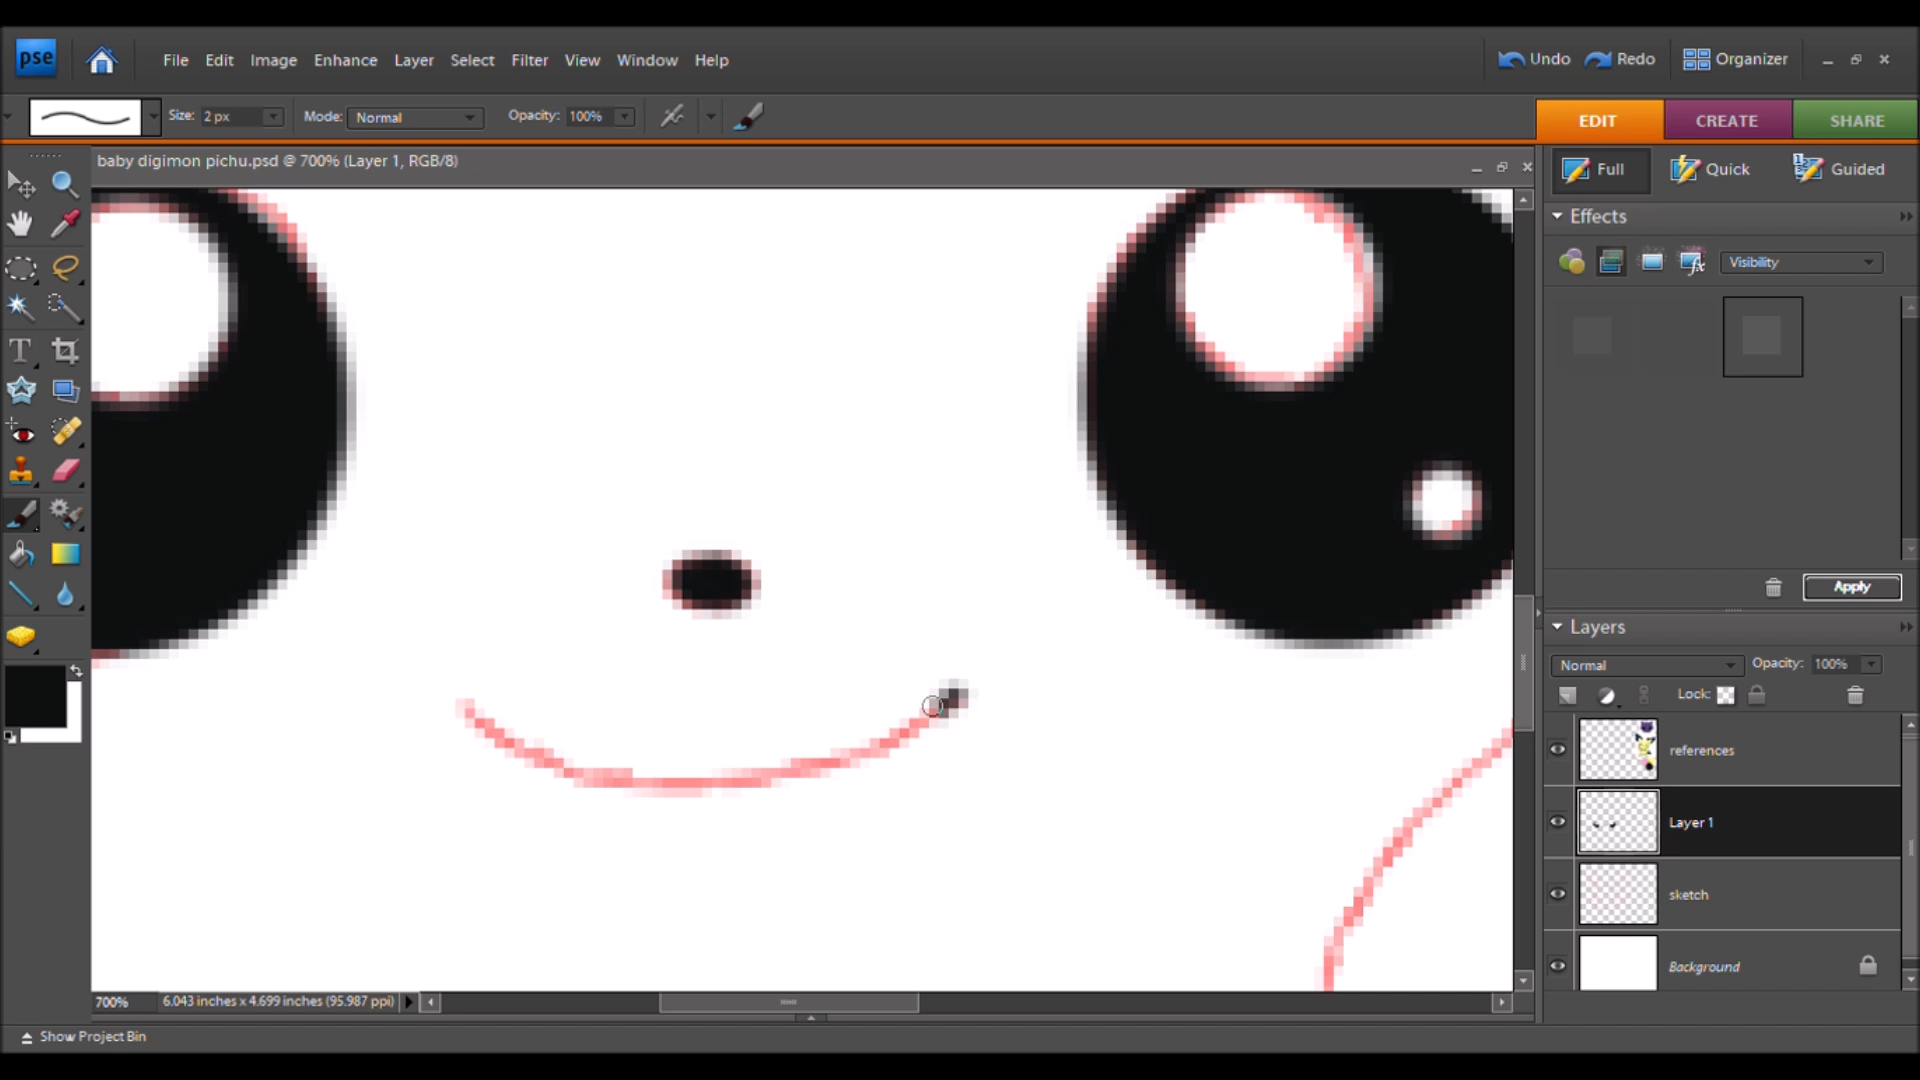 pse File Edit Image Enhance Layer Select Filter View Window Help Undo Redo Organizer
Size: 2 px Mode: Normal Opacity: 100% EDIT CREATE SHARE
baby digimon pichu.psd @ 700% (Layer 1, RGB/8)
Full Quick Guided
Effects
Visibility
Apply
Layers
Normal Opacity: 100%
Lock:
references
Layer 1
sketch
Background
700% 6.043 inches x 4.699 inches (95.987 ppi)
Show Project Bin